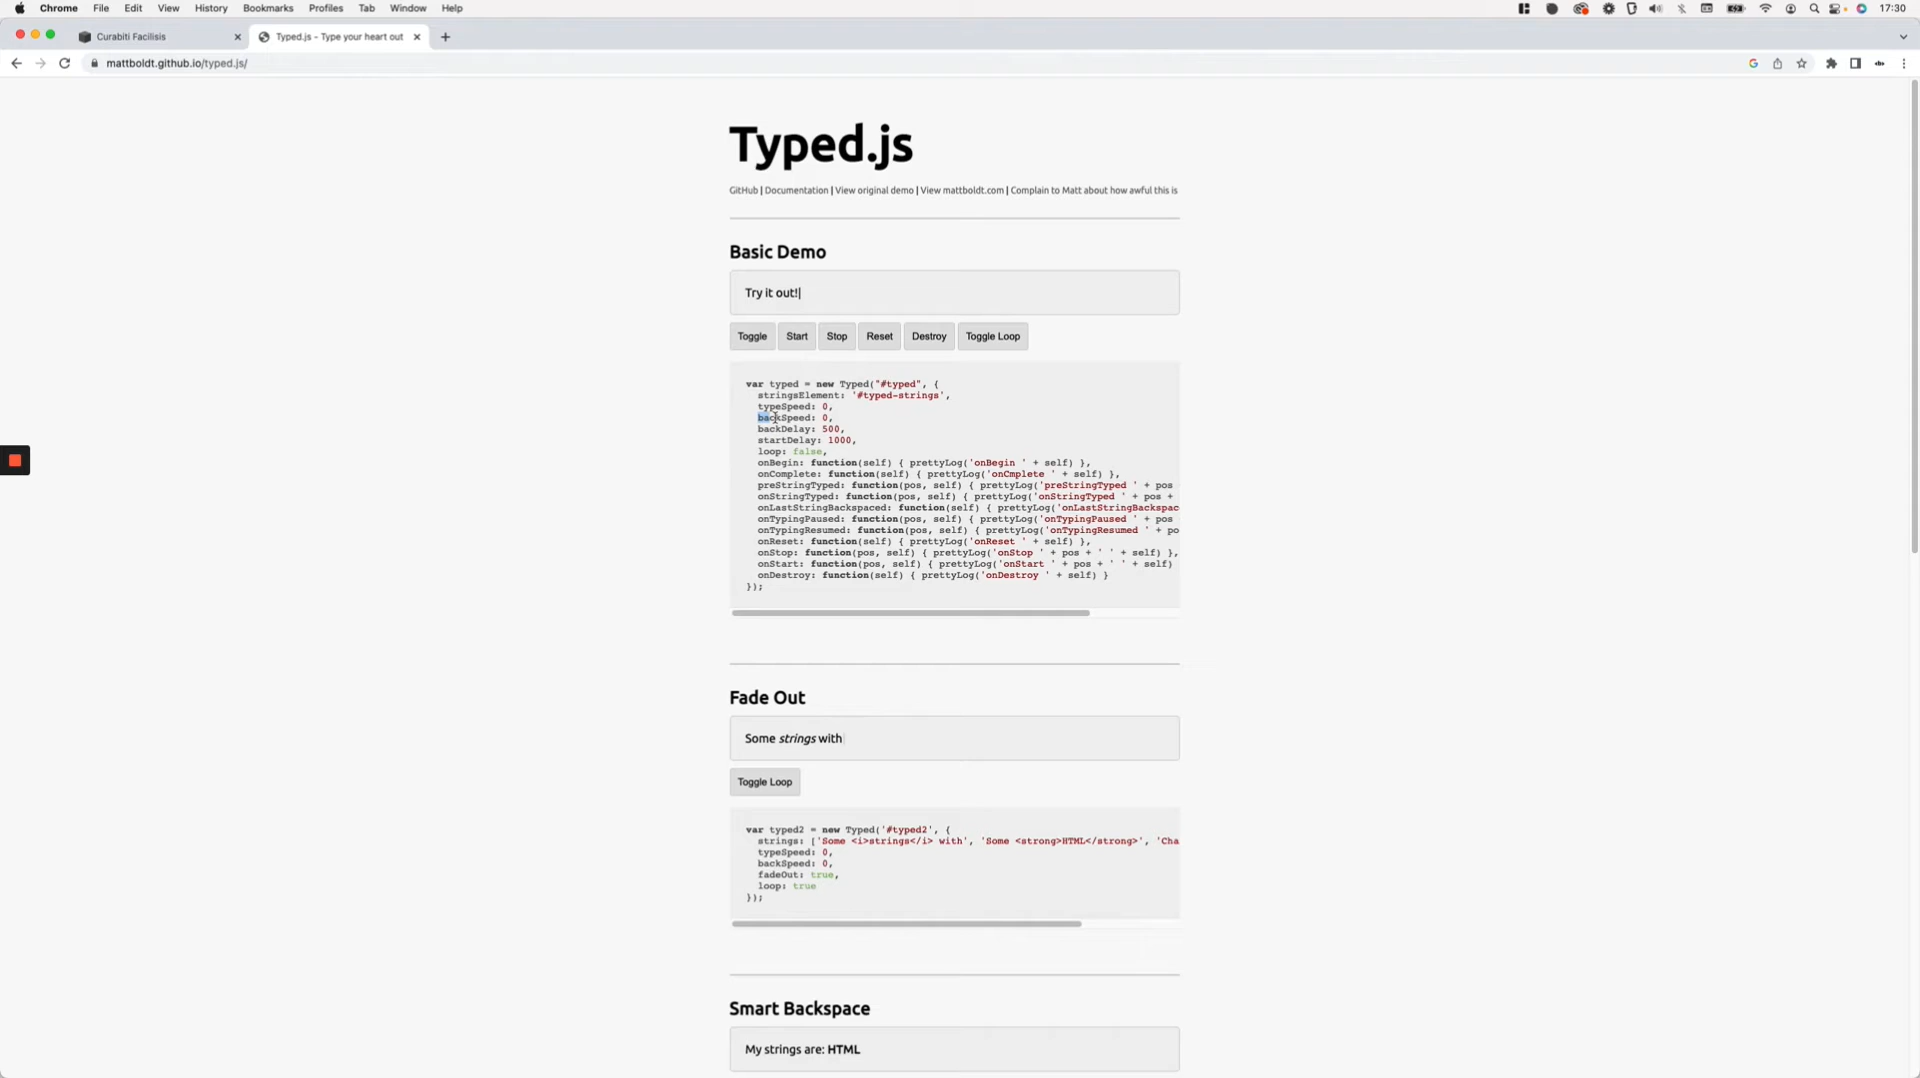 Chrome File Edit View History Bookmarks Profiles Tab Window Help 17:30
Curabiti Facilisis
Typed.js - Type your heart out
mattboldt.github.io/typed.js/
Typed.js
GitHub | Documentation | View original demo | View mattboldt.com | Complain to Matt about how awful this is
Basic Demo
Try it out!|
Toggle Start Stop Reset Destroy Toggle Loop
var typed = new Typed("#typed", {
stringsElement: '#typed-strings',
typeSpeed: 0,
backSpeed: 0,
backDelay: 500,
startDelay: 1000,
loop: false,
onBegin: function(self) { prettyLog('onBegin ' + self) },
onComplete: function(self) { prettyLog('onCmplete ' + self) },
preStringTyped: function(pos, self) { prettyLog('preStringTyped ' + pos
onStringTyped: function(pos, self) { prettyLog('onStringTyped ' + pos +
onLastStringBackspaced: function(self) { prettyLog('onLastStringBackspac
onTypingPaused: function(pos, self) { prettyLog('onTypingPaused ' + pos
onTypingResumed: function(pos, self) { prettyLog('onTypingResumed ' + po
onReset: function(self) { prettyLog('onReset ' + self) },
onStop: function(pos, self) { prettyLog('onStop ' + pos + ' ' + self) },
onStart: function(pos, self) { prettyLog('onStart ' + pos + ' ' + self)
onDestroy: function(self) { prettyLog('onDestroy ' + self) }
});
Fade Out
Some strings with
Toggle Loop
var typed2 = new Typed('#typed2', {
strings: ['Some <i>strings</i> with', 'Some <strong>HTML</strong>', 'Cha
typeSpeed: 0,
backSpeed: 0,
fadeOut: true,
loop: true
});
Smart Backspace
My strings are: HTML